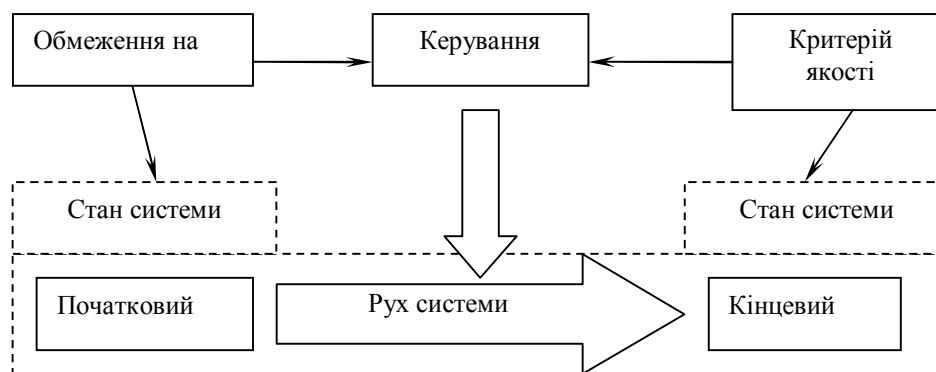 Обмеження на
Керування
Критерій
якості
Стан системи
Стан системи
Початковий
Рух системи
Кінцевий